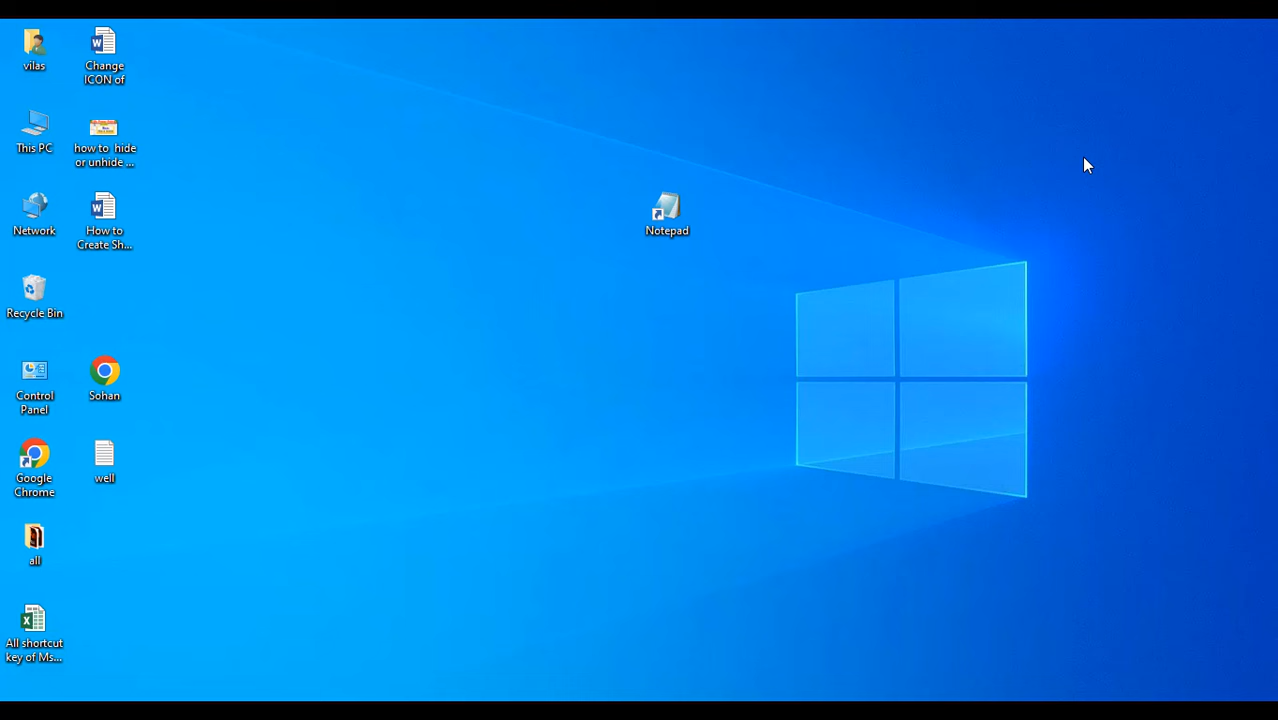 vilas
Change
ICON of
This PC
how to hide
or unhide ...
Network
How to
Create Sh...
Notepad
Recycle Bin
Control
Panel
Sohan
Google
Chrome
well
all
All shortcut
key of Ms...